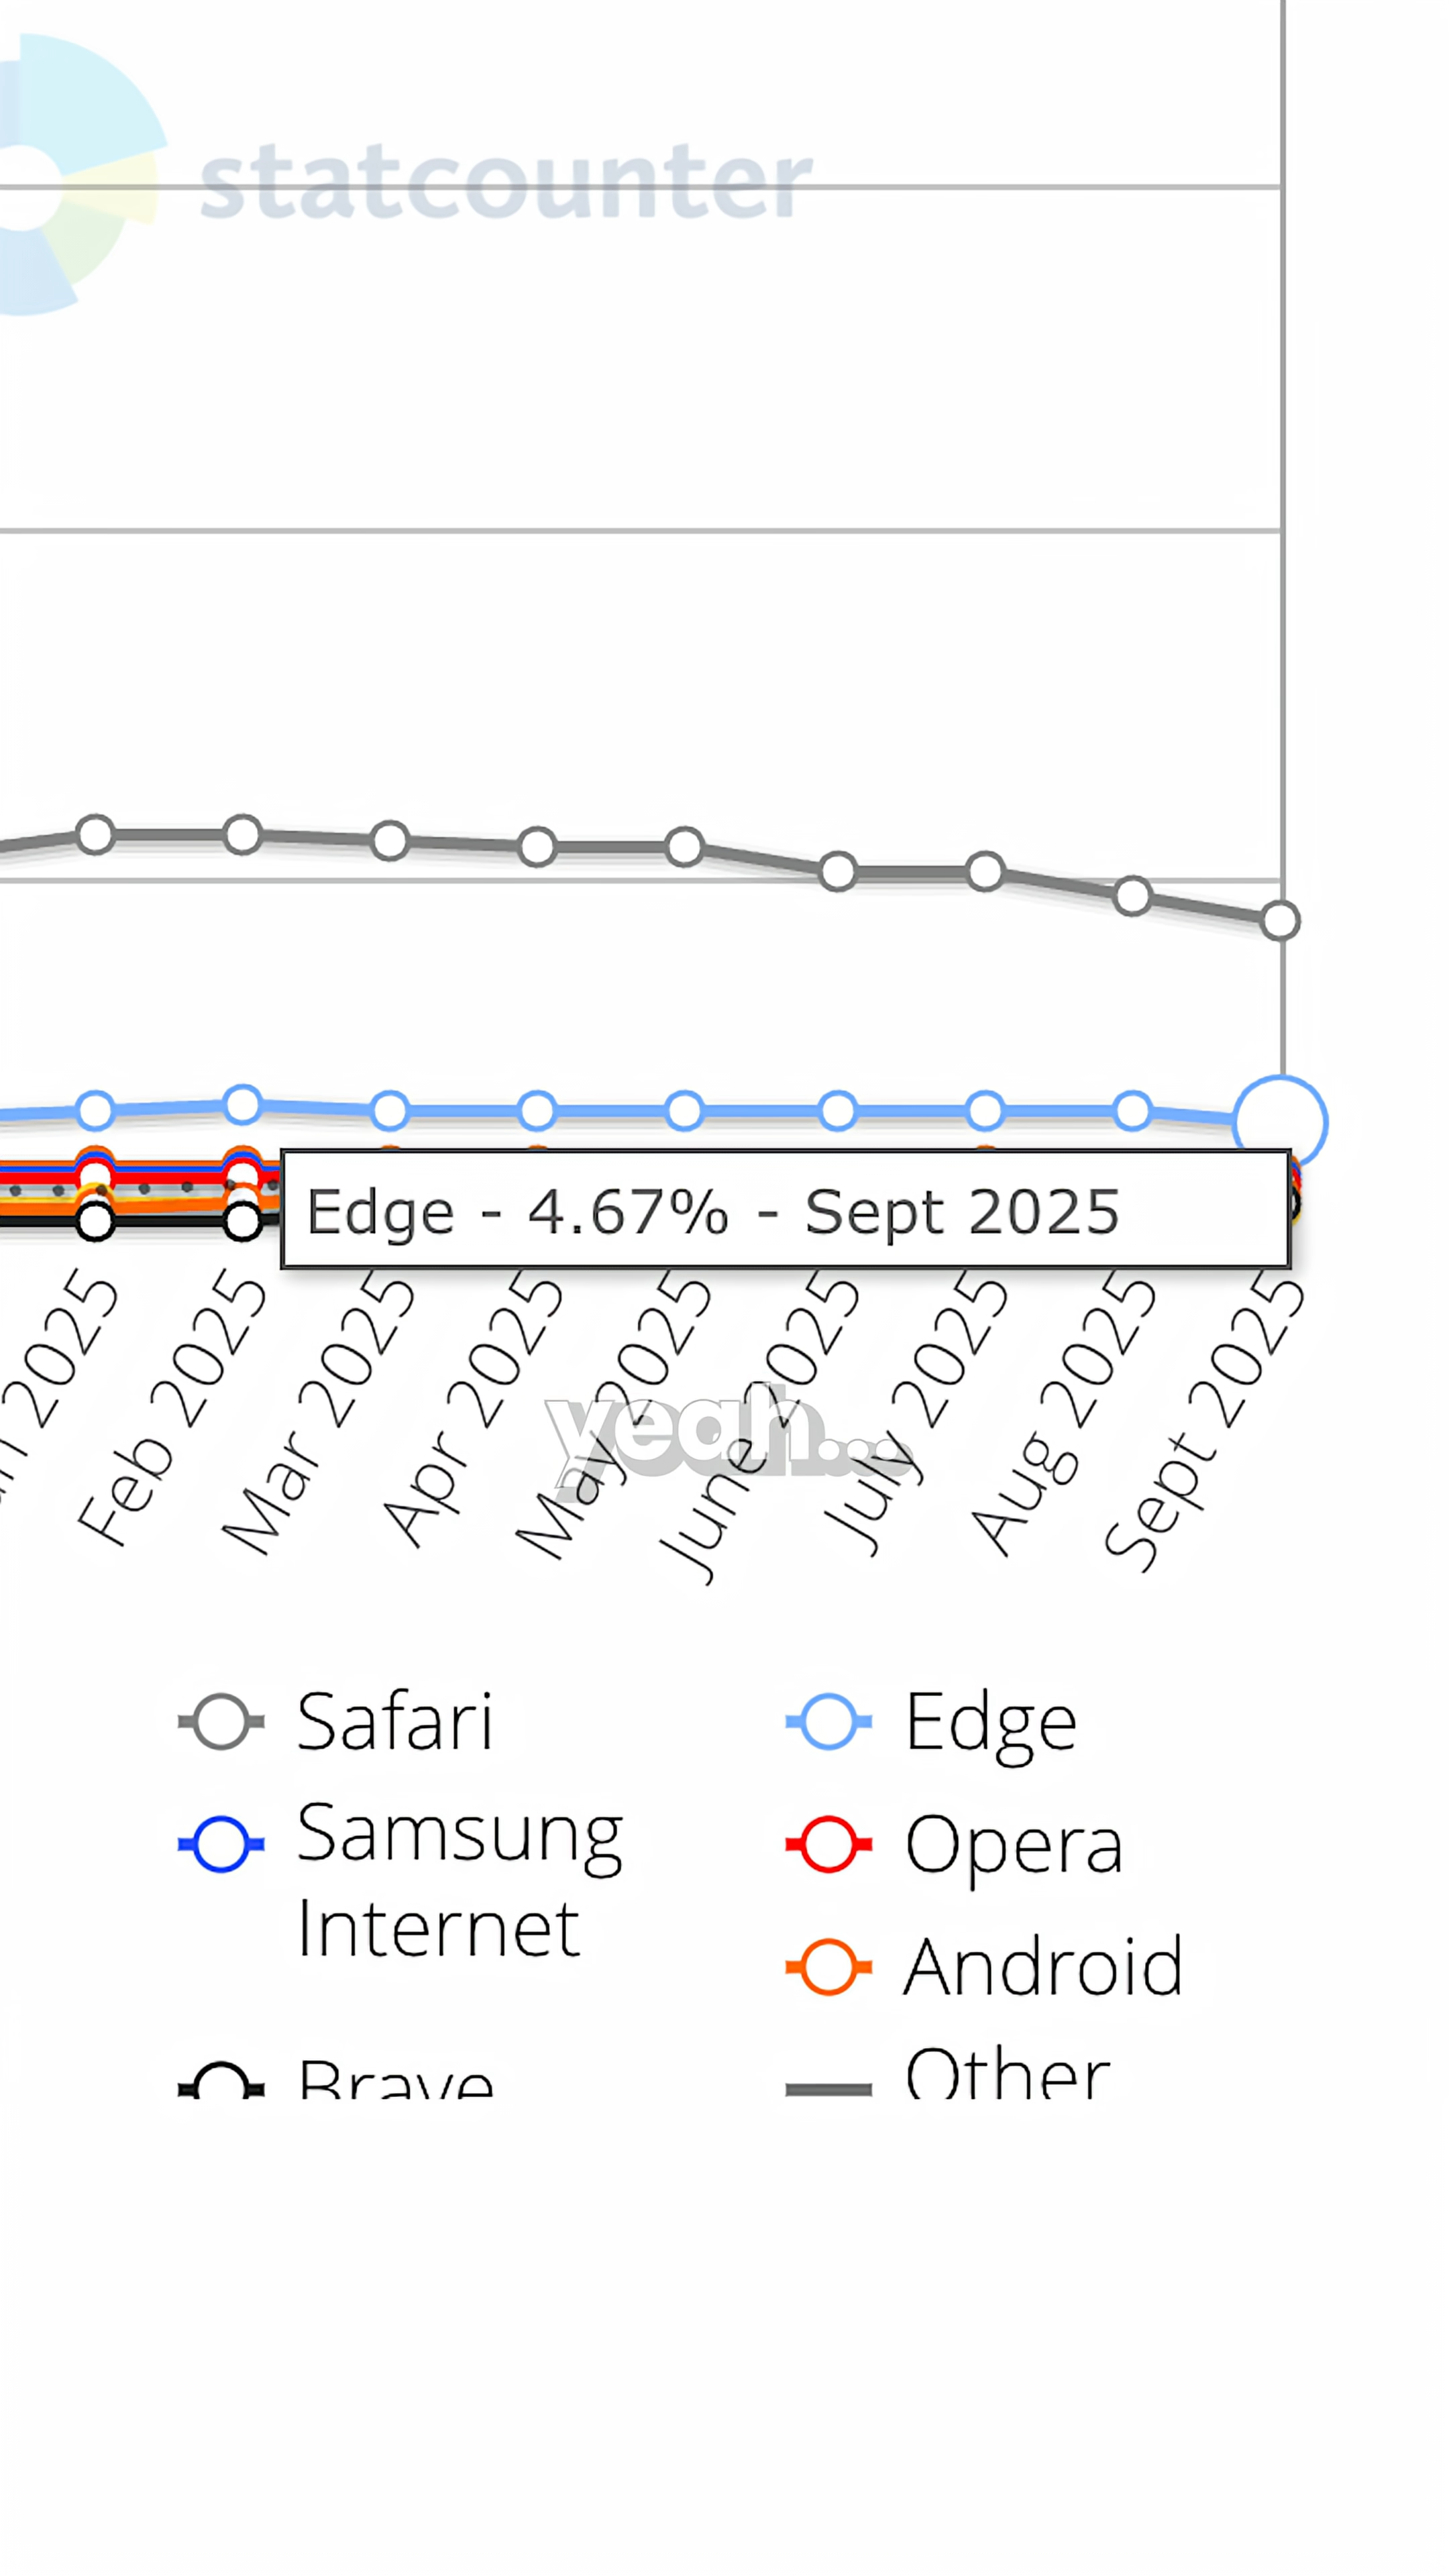 statcounter
Edge - 4.67% - Sept 2025
2025
Feb 2025
Mar 2025
Apr 2025
May 2025
June 2025
July 2025
Aug 2025
Sept 2025
yeah...
Safari
Edge
Samsung
Internet
Opera
Android
Brave
Other